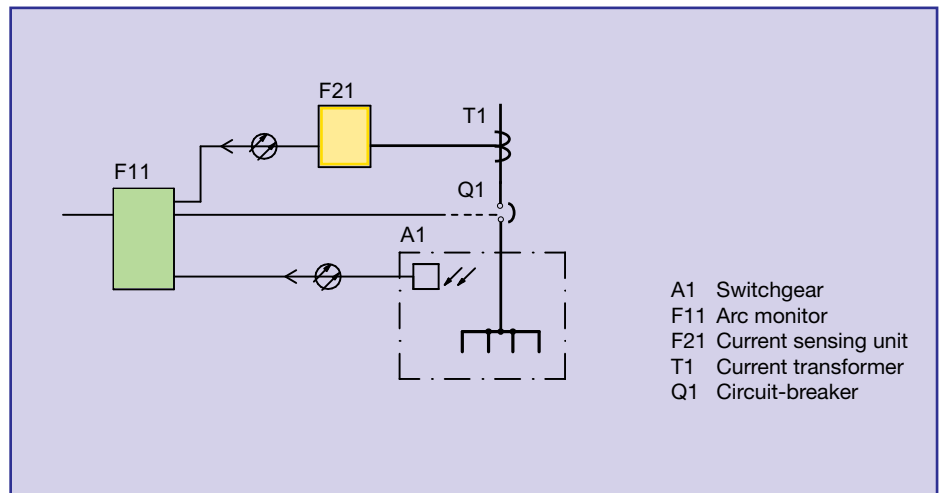 F21
T1
F11
Q1
A1
A1 Switchgear
F11 Arc monitor
F21 Current sensing unit
T1 Current transformer
Q1 Circuit-breaker